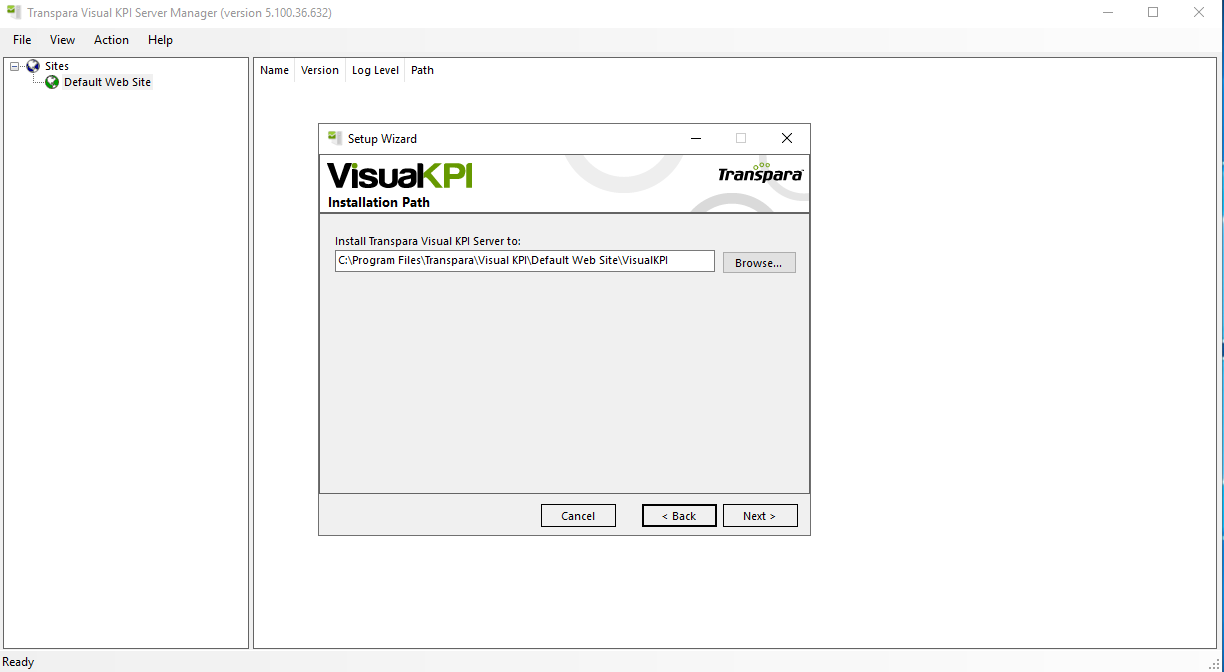 Transpara Visual KPI Server Manager (version 5.100.36.632)
File View Action Help
Sites
Default Web Site
Name Version Log Level Path
Setup Wizard
VisualKPI
Transpara
Installation Path
Install Transpara Visual KPI Server to:
C:\Program Files\Transpara\Visual KPI\Default Web Site\VisualKPI
Browse...
Cancel < Back Next >
Ready